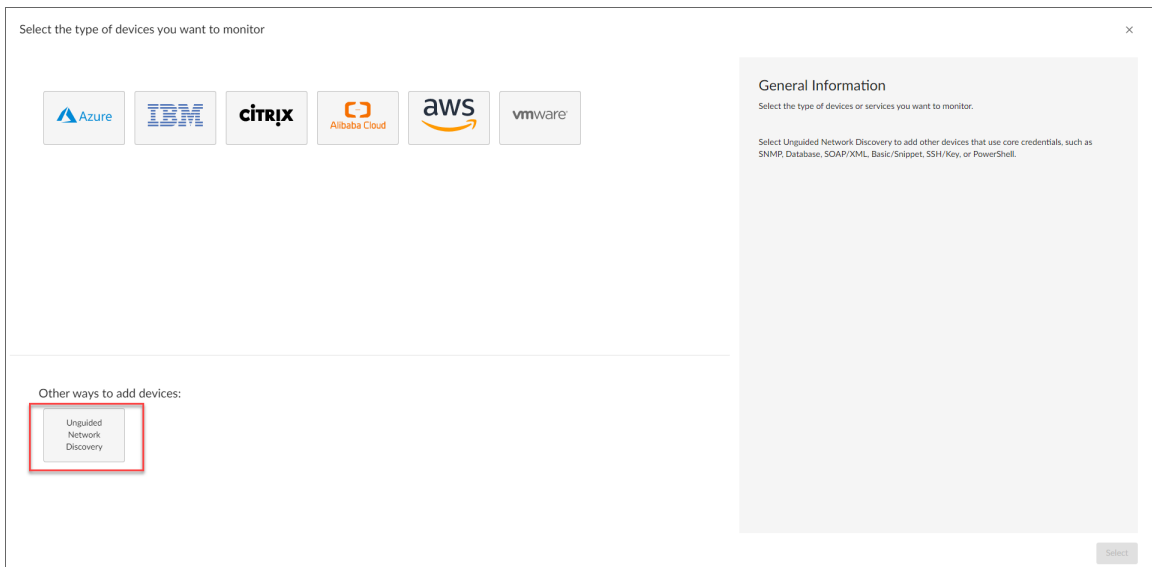 Select the type of devices you want to monitor
×
Azure
IBM
CITRIX
Alibaba Cloud
aws
vmware
General Information
Select the type of devices or services you want to monitor.
Select Unguided Network Discovery to add other devices that use core credentials, such as
SNMP, Database, SOAP/XML, Basic/Snippet, SSH/Key, or PowerShell.
Other ways to add devices:
Unguided
Network
Discovery
Select